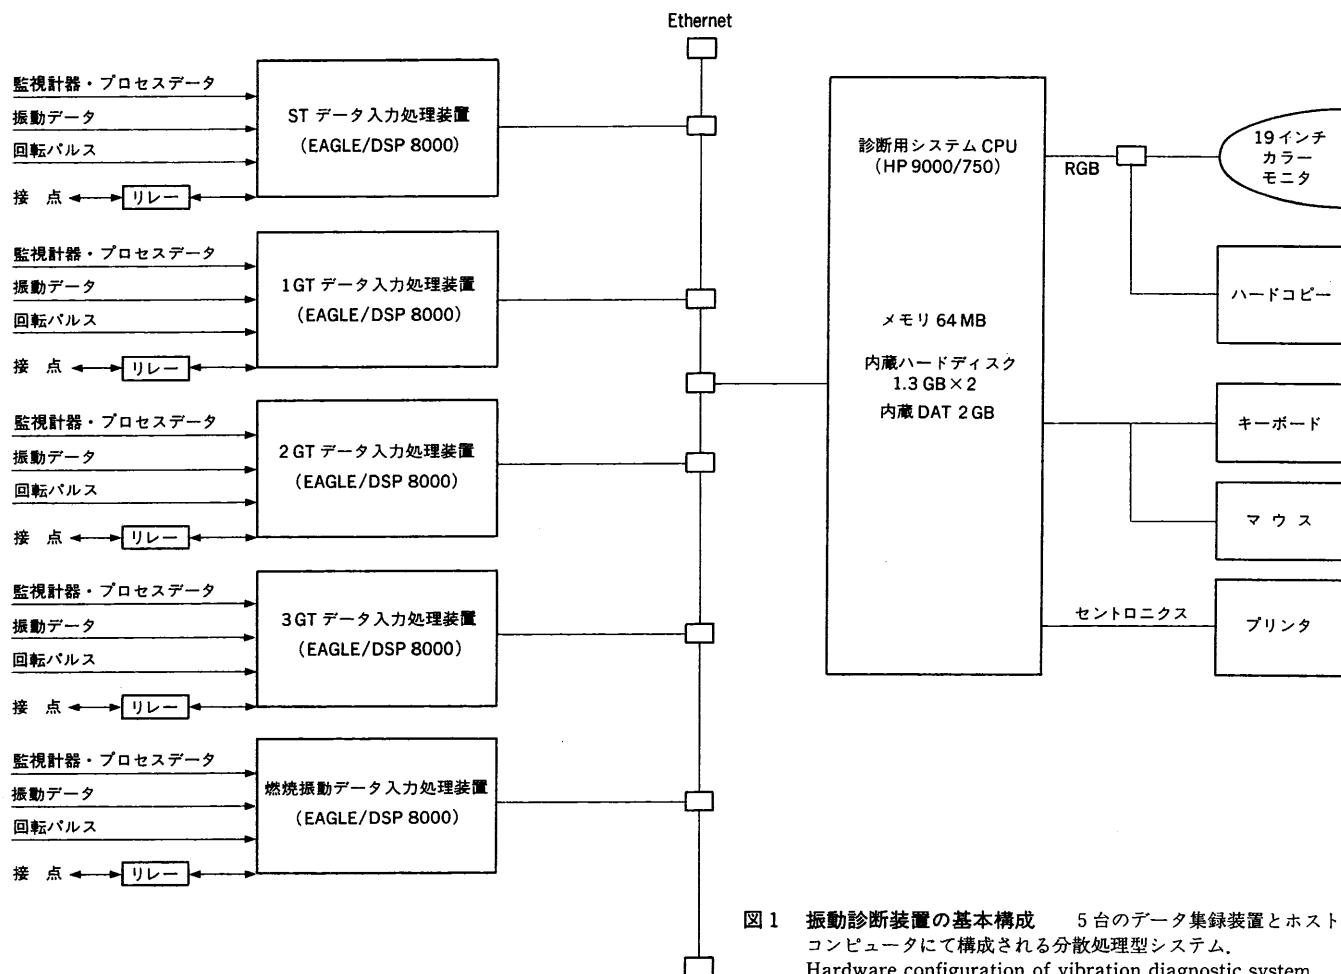 Ethernet
監視計器・プロセスデータ
振動データ
回転パルス
接 点
リレー
ST データ入力処理装置
(EAGLE/DSP 8000)
監視計器・プロセスデータ
振動データ
回転パルス
接 点
リレー
1GT データ入力処理装置
(EAGLE/DSP 8000)
監視計器・プロセスデータ
振動データ
回転パルス
接 点
リレー
2GT データ入力処理装置
(EAGLE/DSP 8000)
監視計器・プロセスデータ
振動データ
回転パルス
接 点
リレー
3GT データ入力処理装置
(EAGLE/DSP 8000)
監視計器・プロセスデータ
振動データ
回転パルス
接 点
リレー
燃焼振動データ入力処理装置
(EAGLE/DSP 8000)
診断用システム CPU
(HP 9000/750)
メモリ 64 MB
内蔵ハードディスク
1.3 GB×2
内蔵 DAT 2 GB
RGB
19 インチ
カラー
モニタ
ハードコピー
キーボード
マ ウ ス
セントロニクス
プリンタ
図 1 振動診断装置の基本構成 5 台のデータ集録装置とホスト
コンピュータにて構成される分散処理型システム.
Hardware configuration of vibration diagnostic system